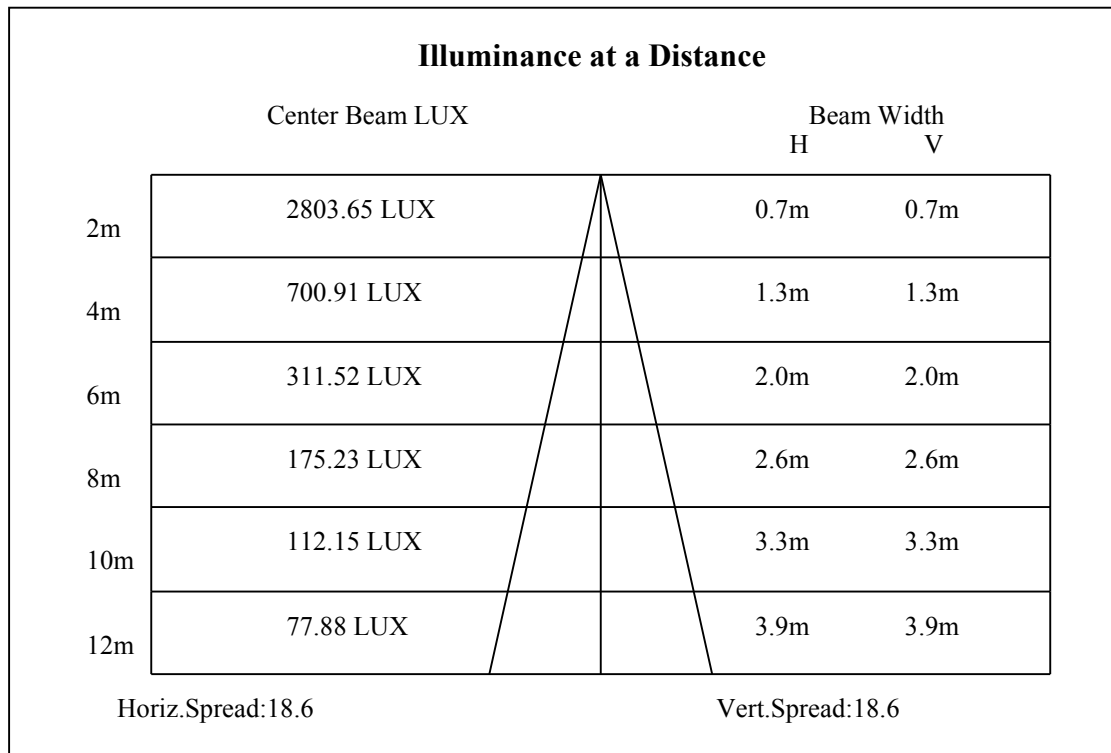 Illuminance at a Distance
Center Beam LUX Beam Width
H V
2m 2803.65 LUX 0.7m 0.7m
4m 700.91 LUX 1.3m 1.3m
6m 311.52 LUX 2.0m 2.0m
8m 175.23 LUX 2.6m 2.6m
10m 112.15 LUX 3.3m 3.3m
12m 77.88 LUX 3.9m 3.9m
Horiz.Spread:18.6 Vert.Spread:18.6